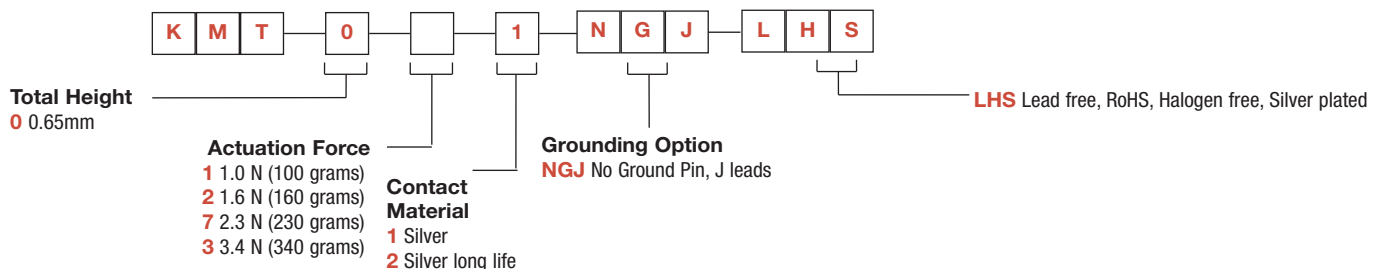 K M T 0 1 N G J L H S
Total Height
0 0.65mm
LHS Lead free, RoHS, Halogen free, Silver plated
Actuation Force
1 1.0 N (100 grams)
2 1.6 N (160 grams)
7 2.3 N (230 grams)
3 3.4 N (340 grams)
Contact
Material
1 Silver
2 Silver long life
Grounding Option
NGJ No Ground Pin, J leads